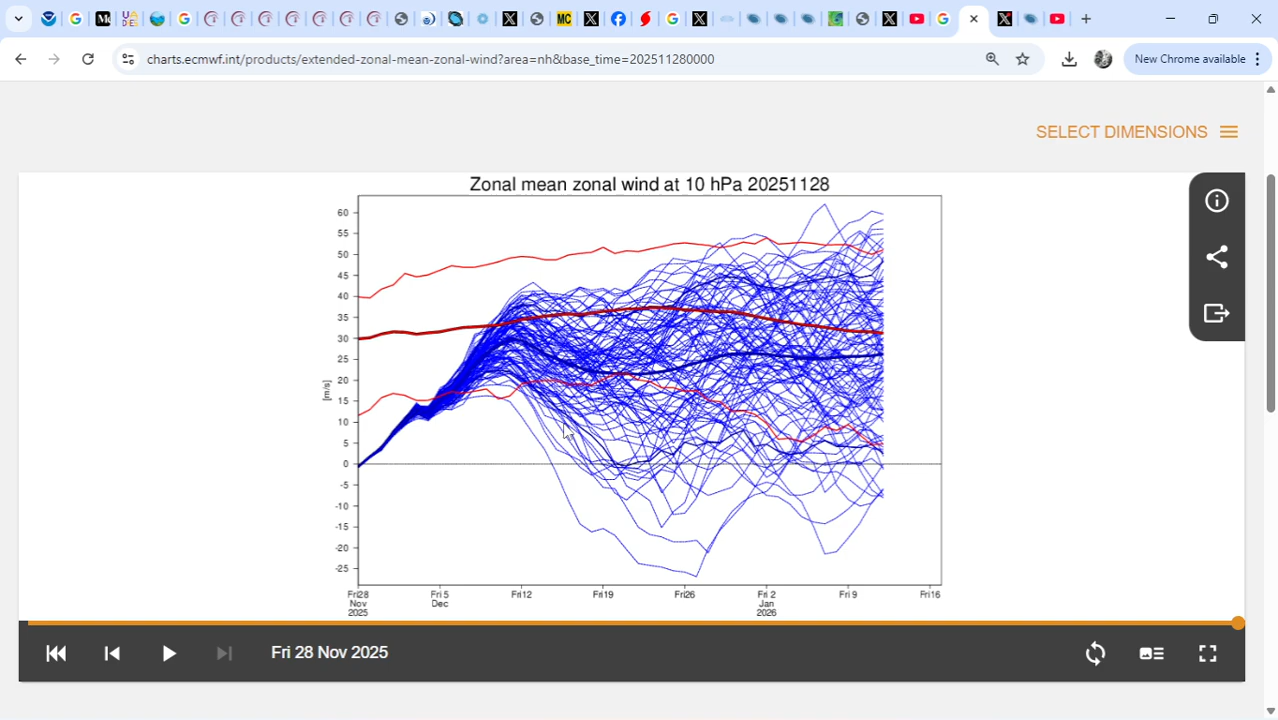 M
UA
DE
MC
X
charts.ecmwf.int/products/extended-zonal-mean-zonal-wind?area=nh&base_time=202511280000
New Chrome available
SELECT DIMENSIONS
Zonal mean zonal wind at 10 hPa 20251128
60
55
50
45
40
35
30
25
20
15
10
5
0
-5
-10
-15
-20
-25
[m/s]
Fri28 Fri 5 Fri12 Fri19 Fri26 Fri 2 Fri 9 Fri16
Nov Dec Jan
2025 2026
Fri 28 Nov 2025